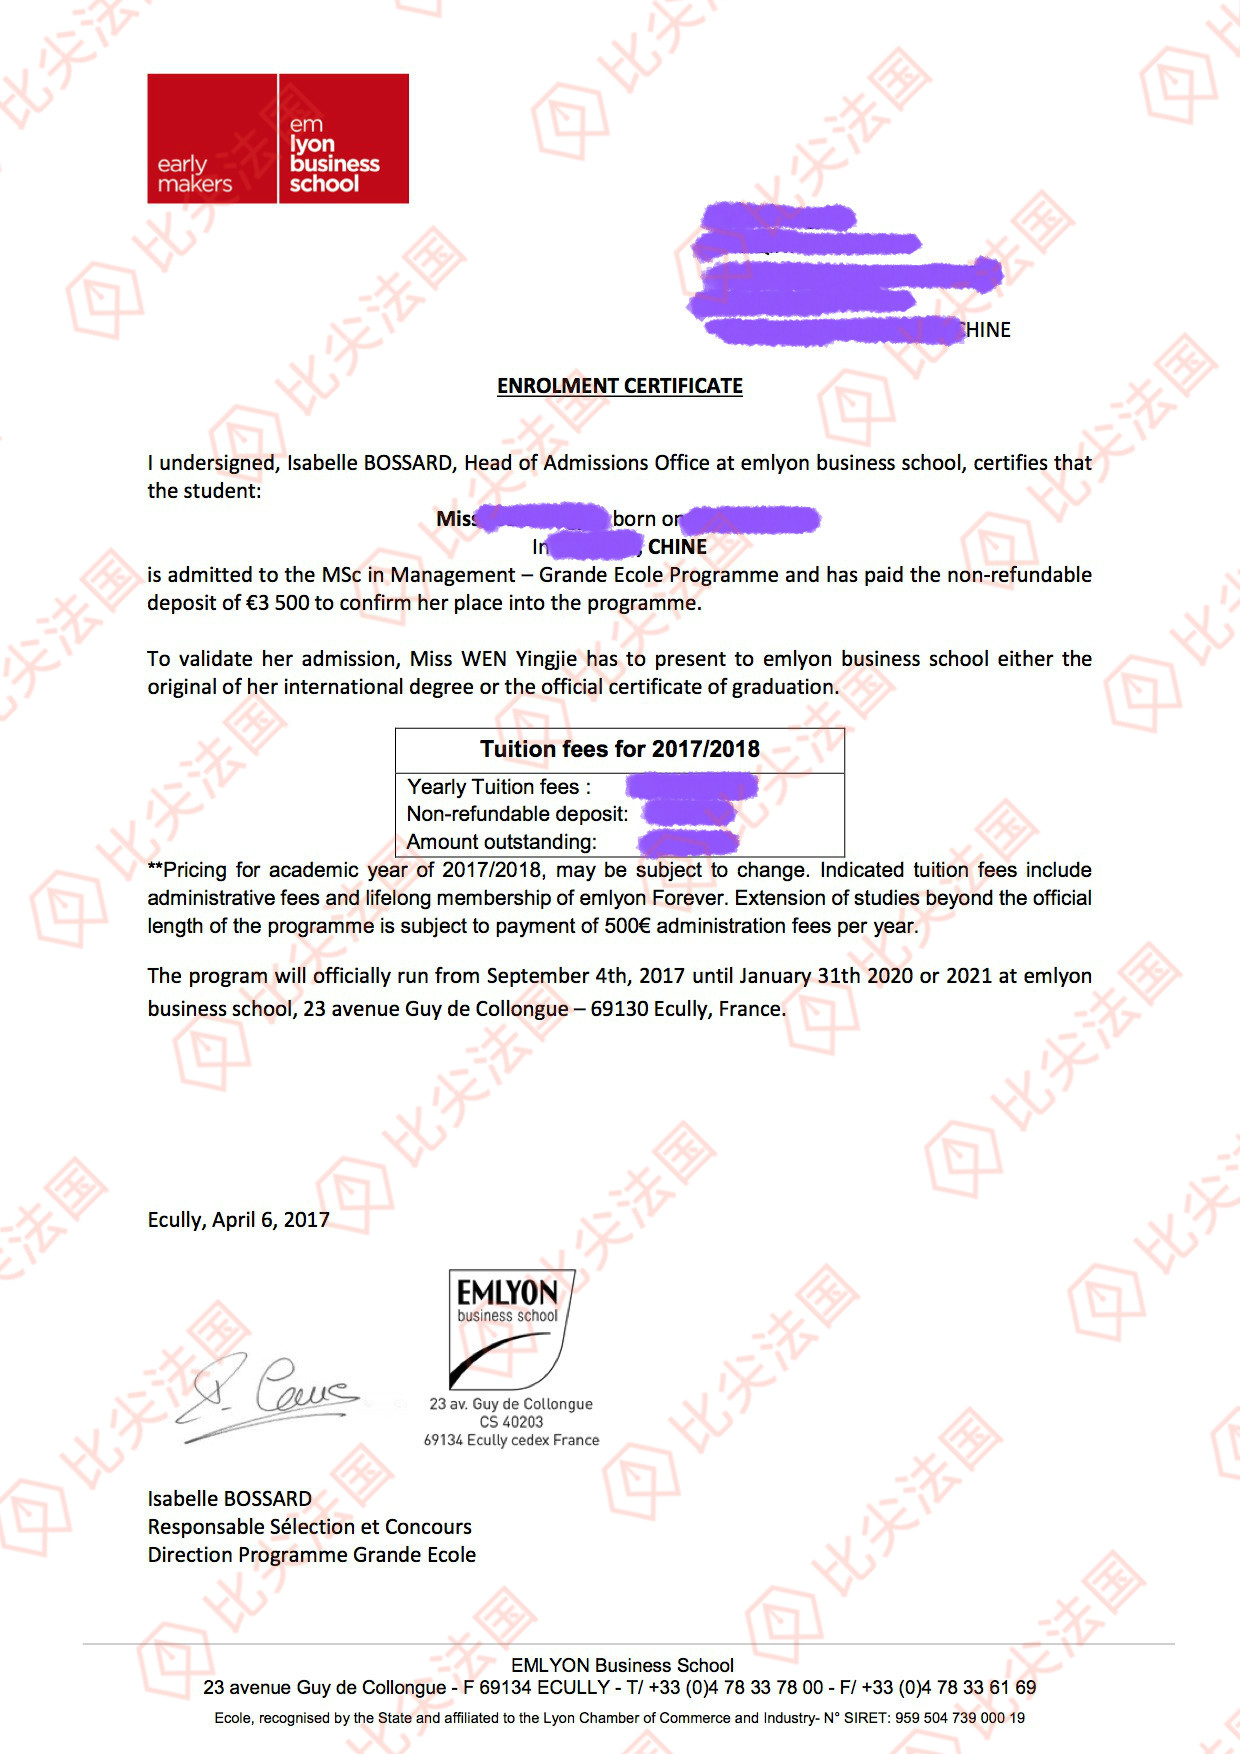 early
makers
em
lyon
business
school
CHINE
ENROLMENT CERTIFICATE
I undersigned, Isabelle BOSSARD, Head of Admissions Office at emlyon business school, certifies that
the student:
Miss born on
In , CHINE
is admitted to the MSc in Management – Grande Ecole Programme and has paid the non-refundable
deposit of €3 500 to confirm her place into the programme.
To validate her admission, Miss WEN Yingjie has to present to emlyon business school either the
original of her international degree or the official certificate of graduation.
Tuition fees for 2017/2018
Yearly Tuition fees :
Non-refundable deposit:
Amount outstanding:
**Pricing for academic year of 2017/2018, may be subject to change. Indicated tuition fees include
administrative fees and lifelong membership of emlyon Forever. Extension of studies beyond the official
length of the programme is subject to payment of 500€ administration fees per year.
The program will officially run from September 4th, 2017 until January 31th 2020 or 2021 at emlyon
business school, 23 avenue Guy de Collongue – 69130 Ecully, France.
Ecully, April 6, 2017
EMLYON
business school
23 av. Guy de Collongue
CS 40203
69134 Ecully cedex France
Isabelle BOSSARD
Responsable Sélection et Concours
Direction Programme Grande Ecole
EMLYON Business School
23 avenue Guy de Collongue - F 69134 ECULLY - T/ +33 (0)4 78 33 78 00 - F/ +33 (0)4 78 33 61 69
Ecole, recognised by the State and affiliated to the Lyon Chamber of Commerce and Industry- N° SIRET: 959 504 739 000 19
比尖法国